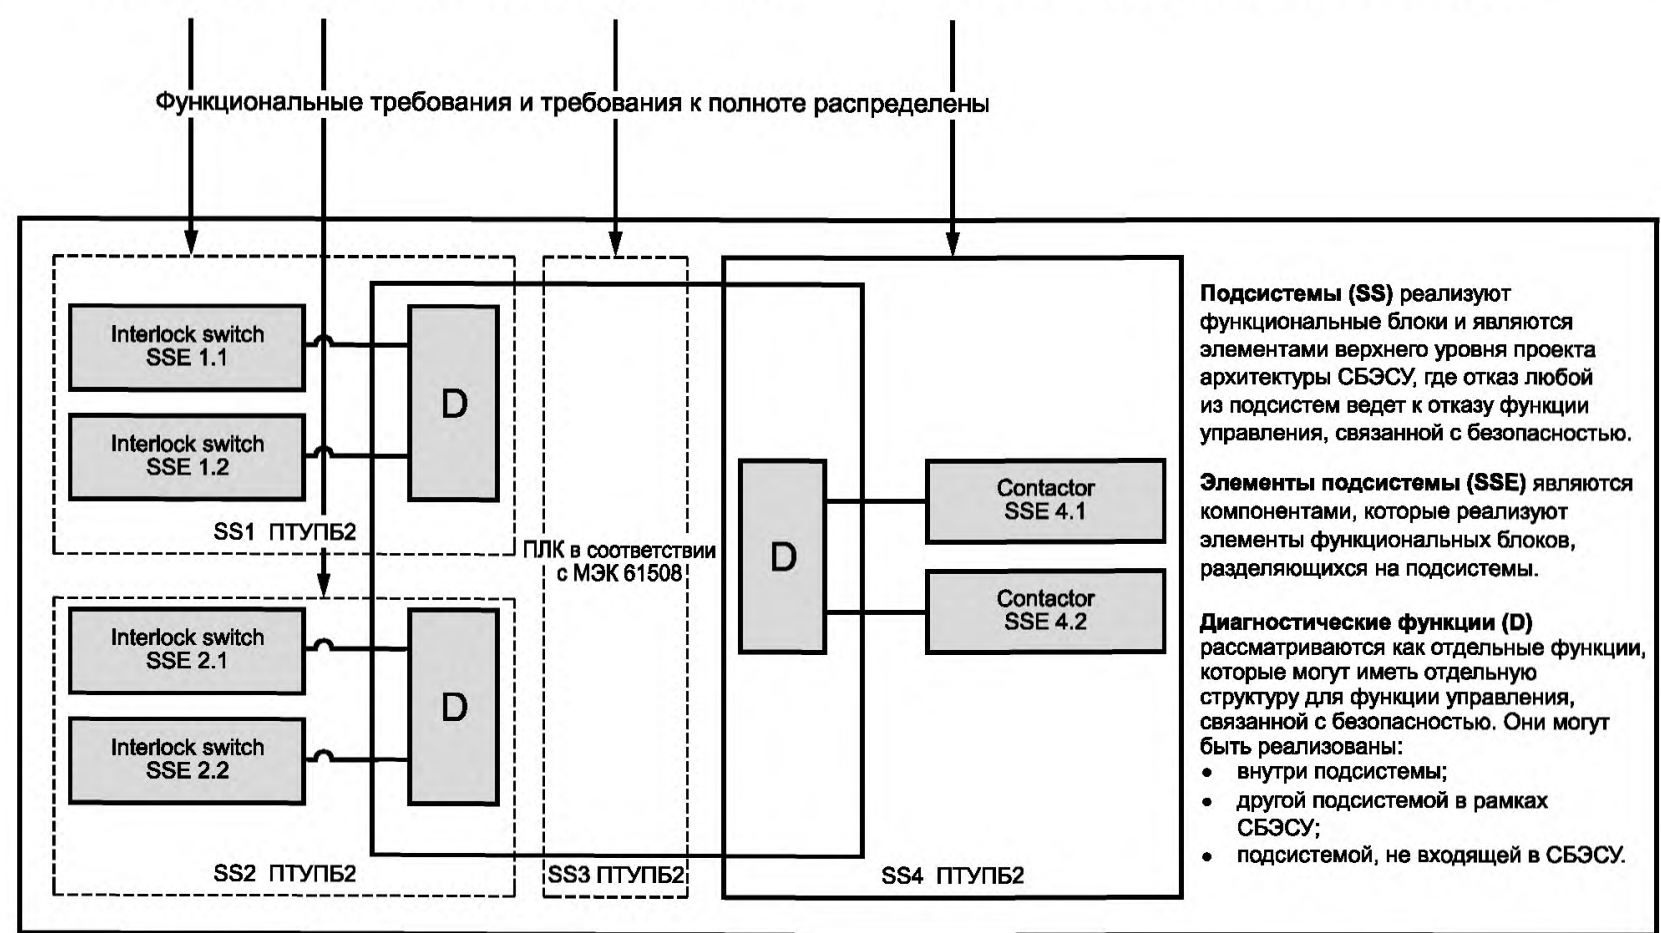 Функциональные требования и требования к полноте распределены
Interlock switch
SSE 1.1
Interlock switch
SSE 1.2
D
SS1 ПТУПБ2
Interlock switch
SSE 2.1
Interlock switch
SSE 2.2
D
SS2 ПТУПБ2
ПЛК в соответствии
с МЭК 61508
SS3 ПТУПБ2
D
Contactor
SSE 4.1
Contactor
SSE 4.2
SS4 ПТУПБ2
Подсистемы (SS) реализуют
функциональные блоки и являются
элементами верхнего уровня проекта
архитектуры СБЭСУ, где отказ любой
из подсистем ведет к отказу функции
управления, связанной с безопасностью.
Элементы подсистемы (SSE) являются
компонентами, которые реализуют
элементы функциональных блоков,
разделяющихся на подсистемы.
Диагностические функции (D)
рассматриваются как отдельные функции,
которые могут иметь отдельную
структуру для функции управления,
связанной с безопасностью. Они могут
быть реализованы:
• внутри подсистемы;
• другой подсистемой в рамках
СБЭСУ;
• подсистемой, не входящей в СБЭСУ.